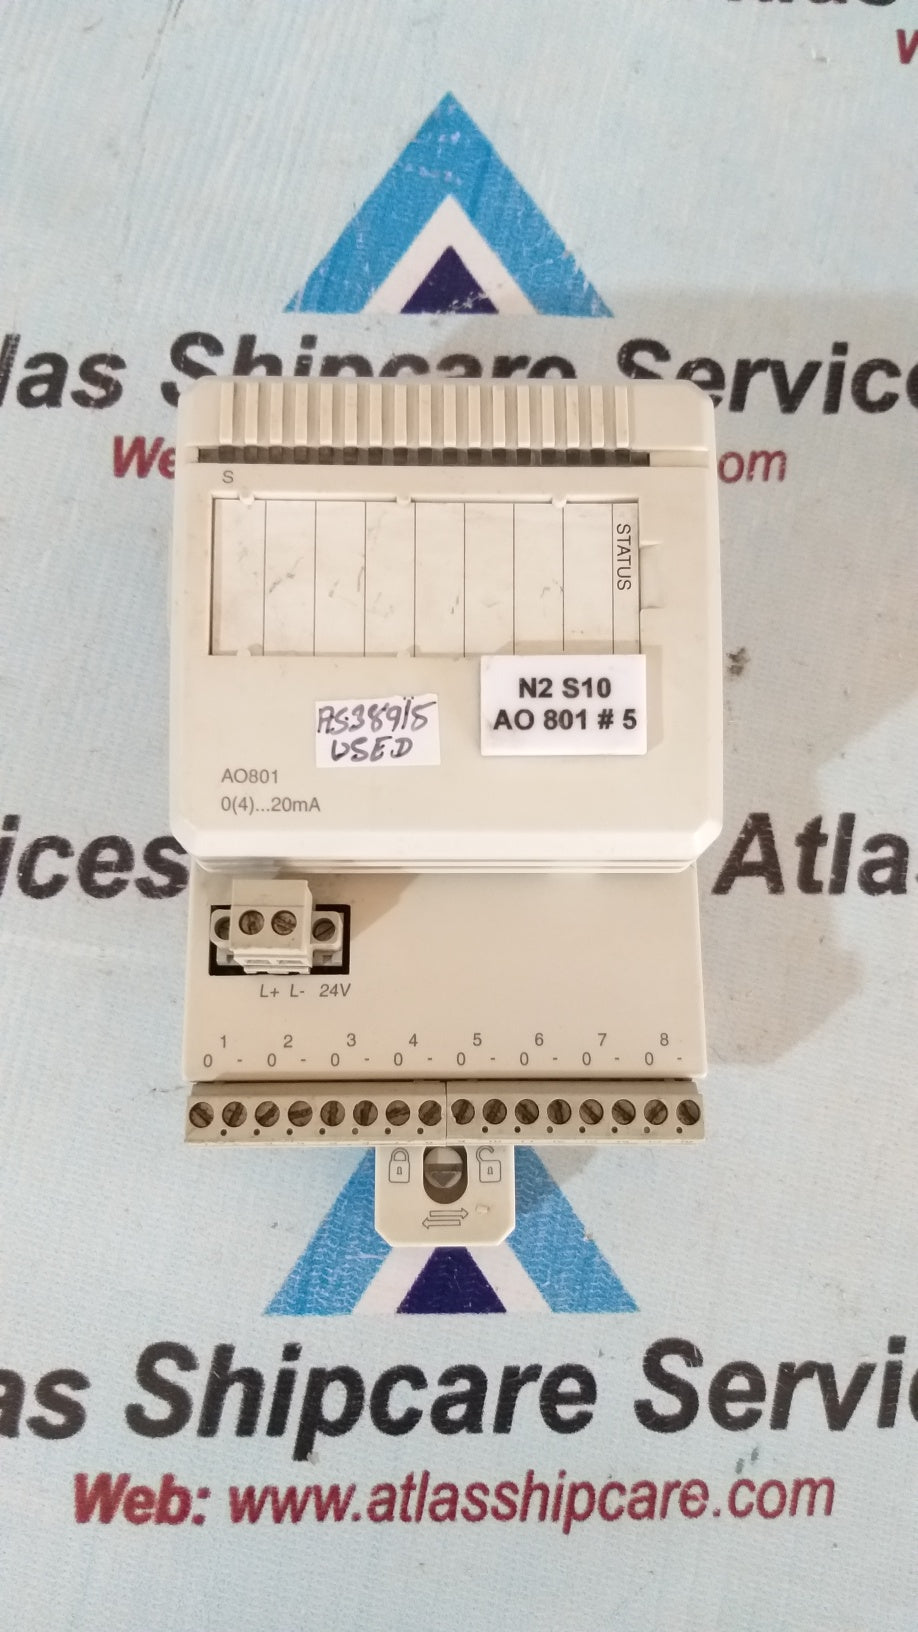 las Shipcare Service
We
om
S
STATUS
N2 S10
AO 801 # 5
AS38915
USED
AO801
0(4)...20mA
ices
Atla
L+ L- 24V
1 2 3 4 5 6 7 8
0 - 0 - 0 - 0 - 0 - 0 - 0 - 0 -
as Shipcare Servi
Web: www.atlasshipcare.com